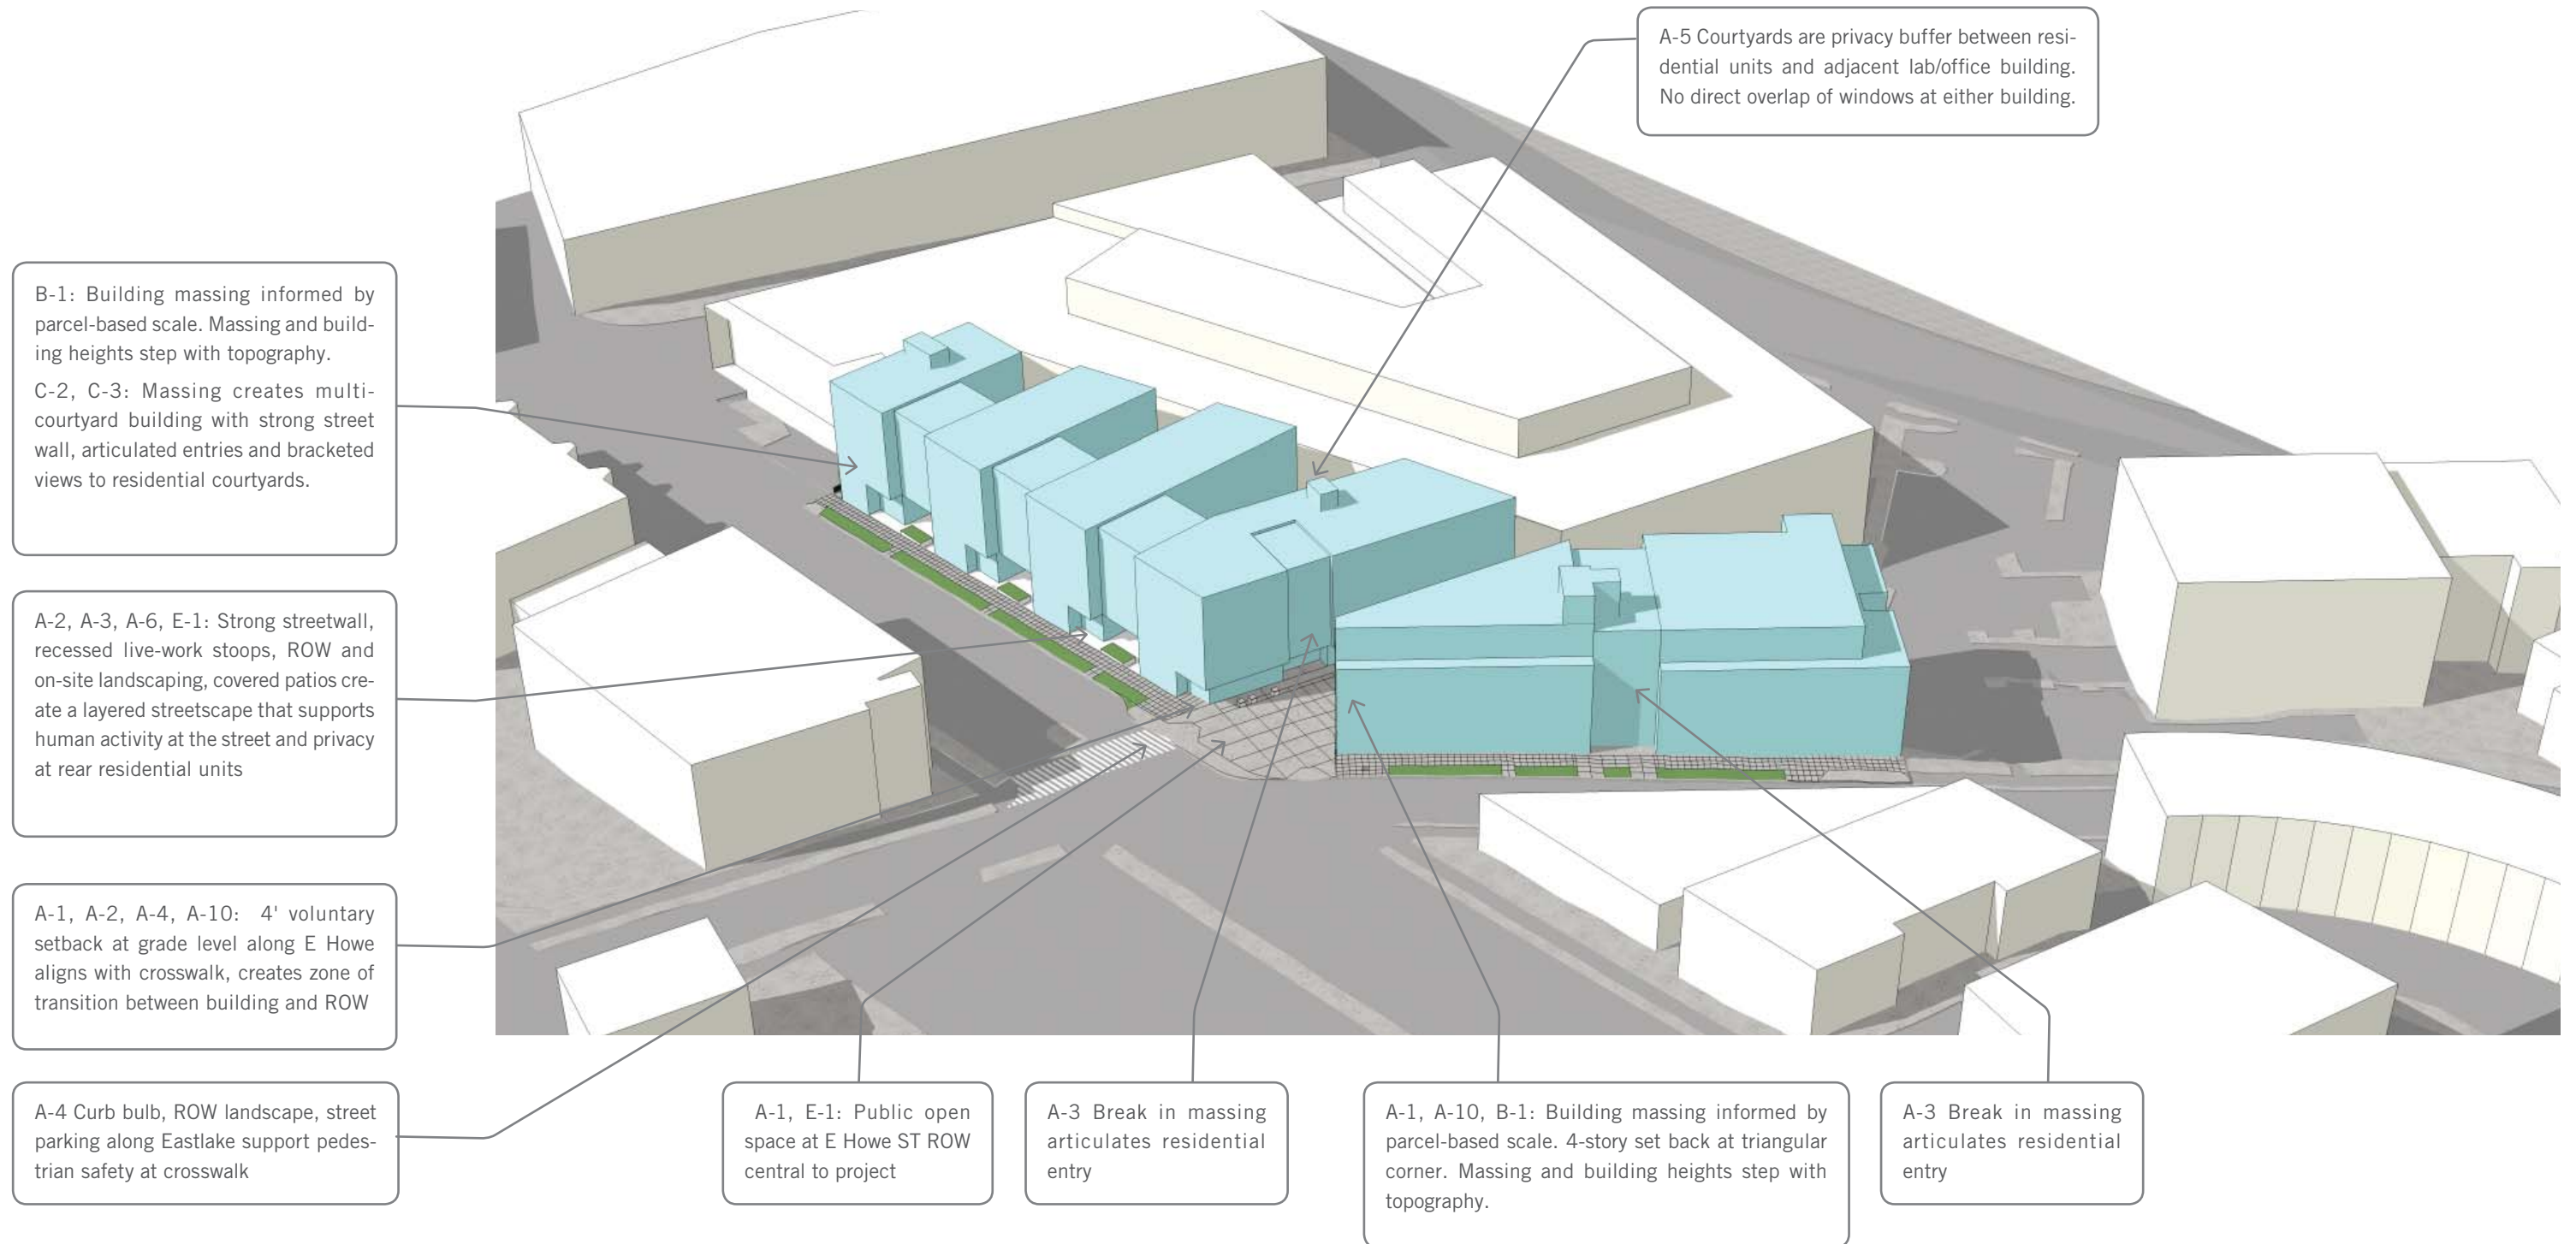 A-5 Courtyards are privacy buffer between resi-
dential units and adjacent lab/office building.
No direct overlap of windows at either building.
B-1: Building massing informed by
parcel-based scale. Massing and build-
ing heights step with topography.
C-2, C-3: Massing creates multi-
courtyard building with strong street
wall, articulated entries and bracketed
views to residential courtyards.
A-2, A-3, A-6, E-1: Strong streetwall,
recessed live-work stoops, ROW and
on-site landscaping, covered patios cre-
ate a layered streetscape that supports
human activity at the street and privacy
at rear residential units
A-1, A-2, A-4, A-10: 4' voluntary
setback at grade level along E Howe
aligns with crosswalk, creates zone of
transition between building and ROW
A-4 Curb bulb, ROW landscape, street
parking along Eastlake support pedes-
trian safety at crosswalk
A-1, E-1: Public open
space at E Howe ST ROW
central to project
A-3 Break in massing
articulates residential
entry
A-1, A-10, B-1: Building massing informed by
parcel-based scale. 4-story set back at triangular
corner. Massing and building heights step with
topography.
A-3 Break in massing
articulates residential
entry